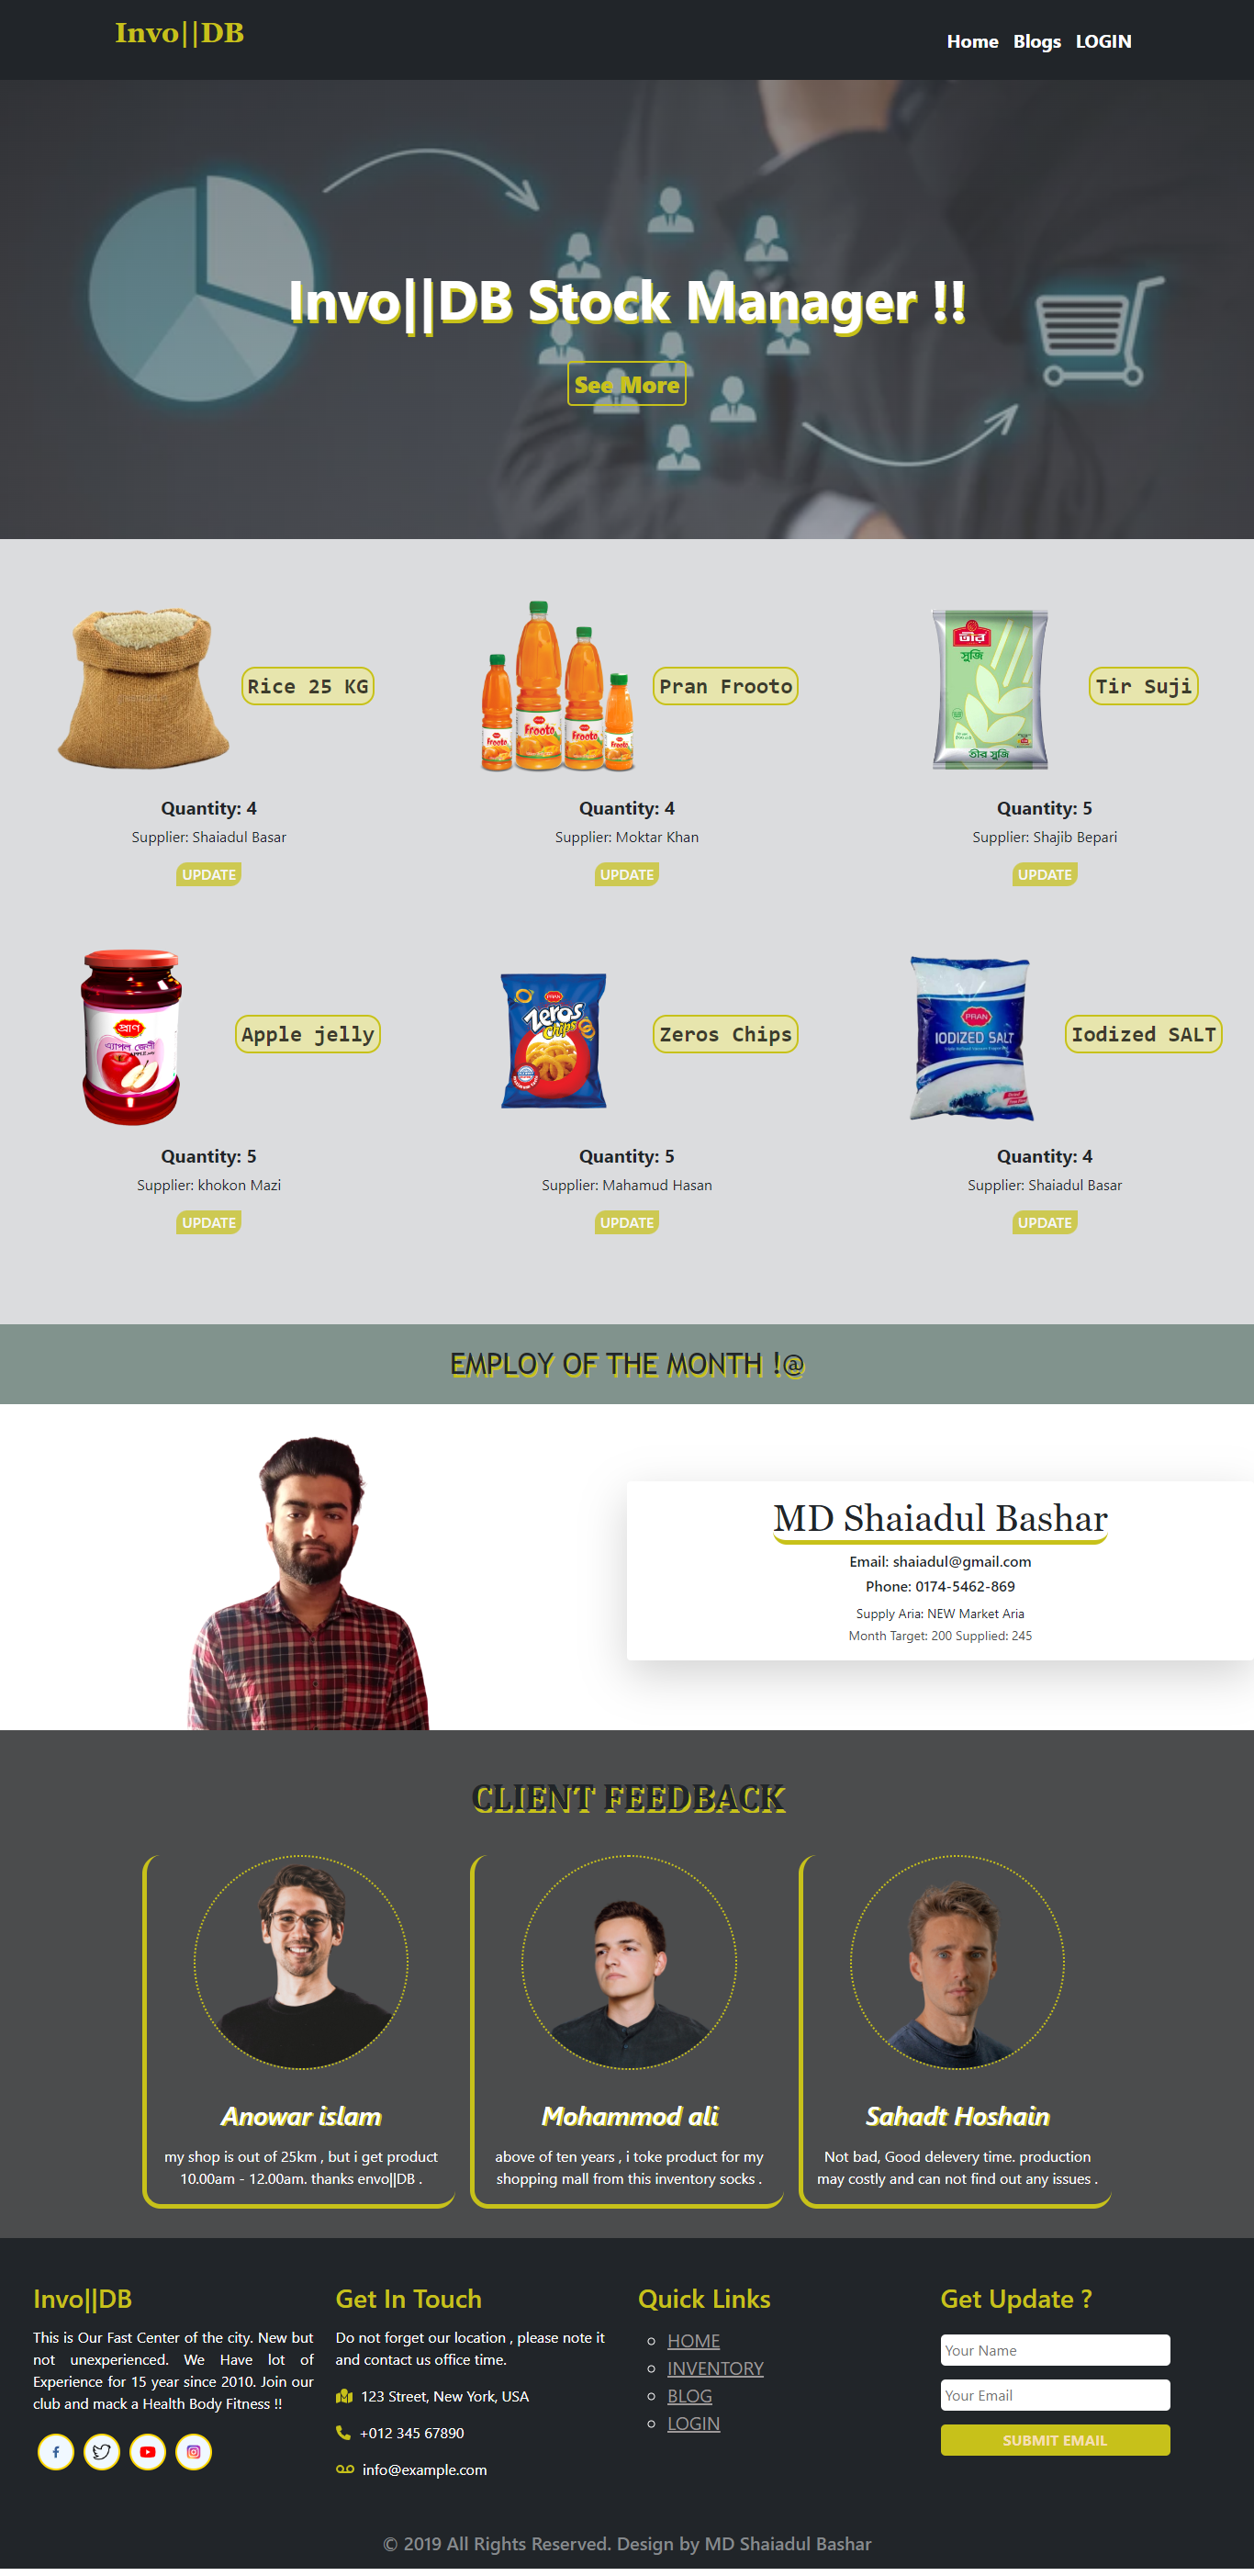 Invo||DB
Home Blogs LOGIN
Invo||DB Stock Manager !!
See More
Rice 25 KG
Frooto
Frooto
Frooto
Frooto
Pran Frooto
তীর
সুজি
তীর সুজি
Tir Suji
Quantity: 4
Supplier: Shaiadul Basar
UPDATE
Quantity: 4
Supplier: Moktar Khan
UPDATE
Quantity: 5
Supplier: Shajib Bepari
UPDATE
প্রাণ
এ্যাপল জেলী
Apple jelly
PRAN
Zeros
Chips
Zeros Chips
PRAN
IODIZED SALT
Iodized SALT
Quantity: 5
Supplier: khokon Mazi
UPDATE
Quantity: 5
Supplier: Mahamud Hasan
UPDATE
Quantity: 4
Supplier: Shaiadul Basar
UPDATE
EMPLOY OF THE MONTH !@
MD Shaiadul Bashar
Email: shaiadul@gmail.com
Phone: 0174-5462-869
Supply Aria: NEW Market Aria
Month Target: 200 Supplied: 245
CLIENT FEEDBACK
Anowar islam
my shop is out of 25km , but i get product
10.00am - 12.00am. thanks envo||DB .
Mohammod ali
above of ten years , i toke product for my
shopping mall from this inventory socks .
Sahadt Hoshain
Not bad, Good delevery time. production
may costly and can not find out any issues .
Invo||DB
This is Our Fast Center of the city. New but
not unexperienced. We Have lot of
Experience for 15 year since 2010. Join our
club and mack a Health Body Fitness !!
Get In Touch
Do not forget our location , please note it
and contact us office time.
123 Street, New York, USA
+012 345 67890
info@example.com
Quick Links
HOME
INVENTORY
BLOG
LOGIN
Get Update ?
Your Name
Your Email
SUBMIT EMAIL
© 2019 All Rights Reserved. Design by MD Shaiadul Bashar